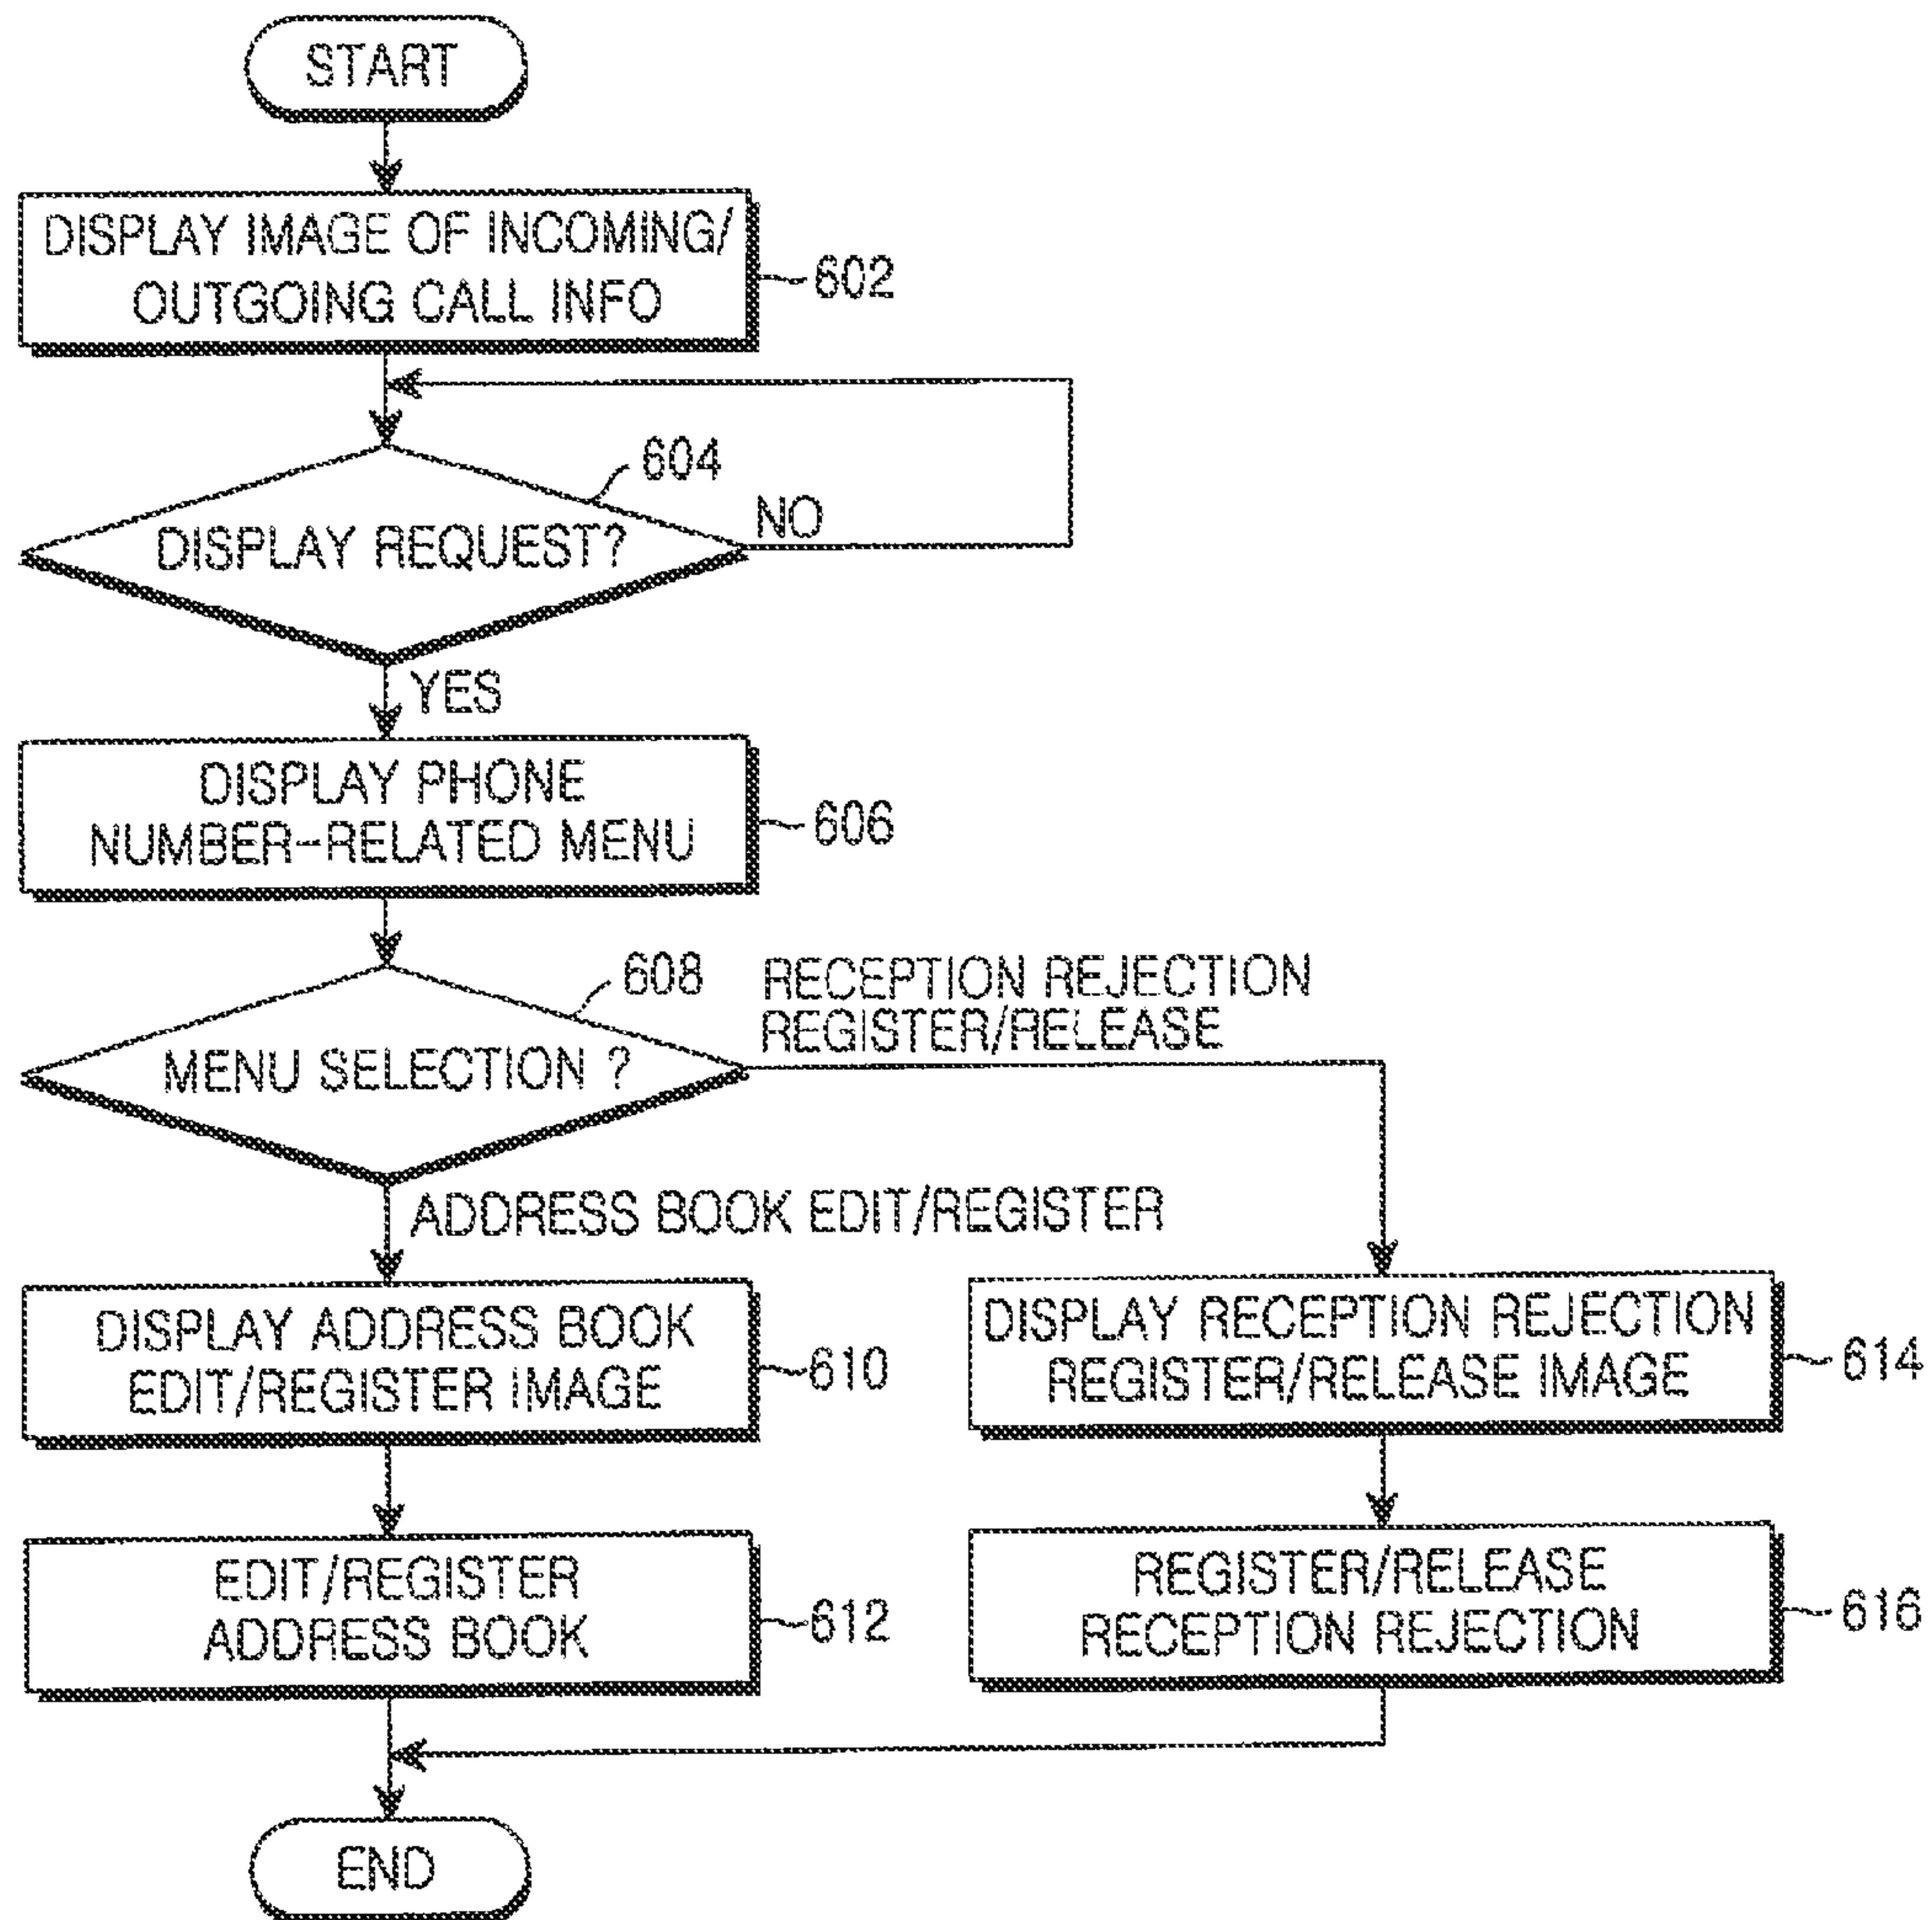 START
DISPLAY IMAGE OF INCOMING/
OUTGOING CALL INFO
602
604
DISPLAY REQUEST?
NO
YES
DISPLAY PHONE
NUMBER-RELATED MENU
606
608
RECEPTION REJECTION
REGISTER/RELEASE
MENU SELECTION ?
ADDRESS BOOK EDIT/REGISTER
DISPLAY ADDRESS BOOK
EDIT/REGISTER IMAGE
610
DISPLAY RECEPTION REJECTION
REGISTER/RELEASE IMAGE
614
EDIT/REGISTER
ADDRESS BOOK
612
REGISTER/RELEASE
RECEPTION REJECTION
616
END